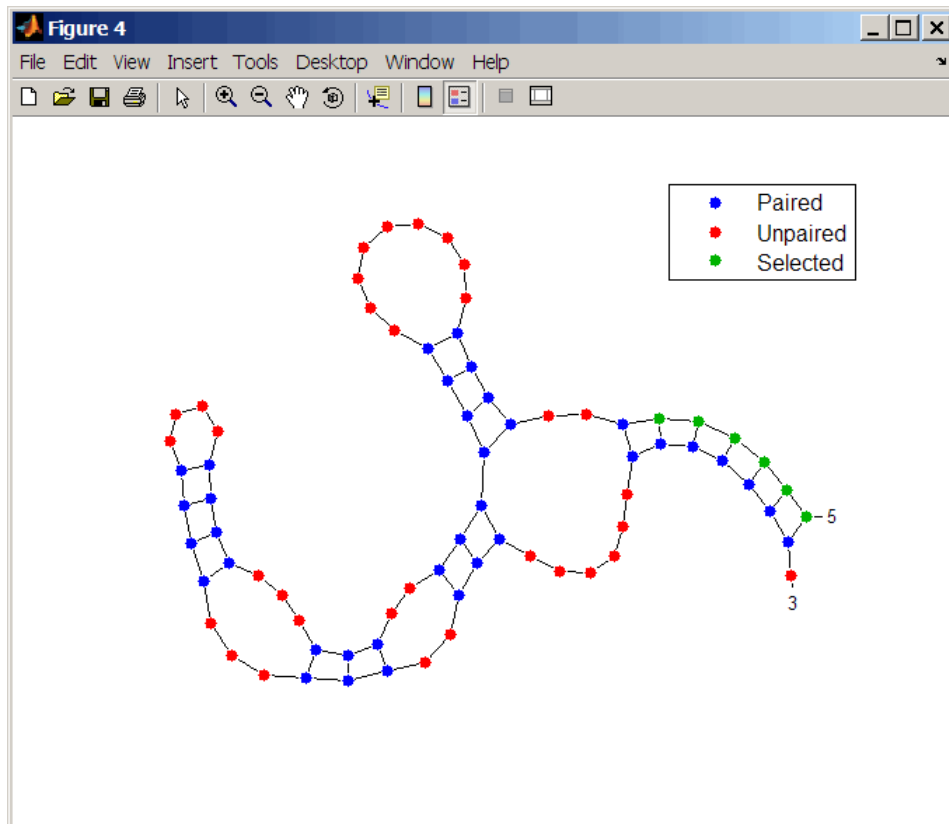 Figure 4
File Edit View Insert Tools Desktop Window Help
Paired
Unpaired
Selected
5
3